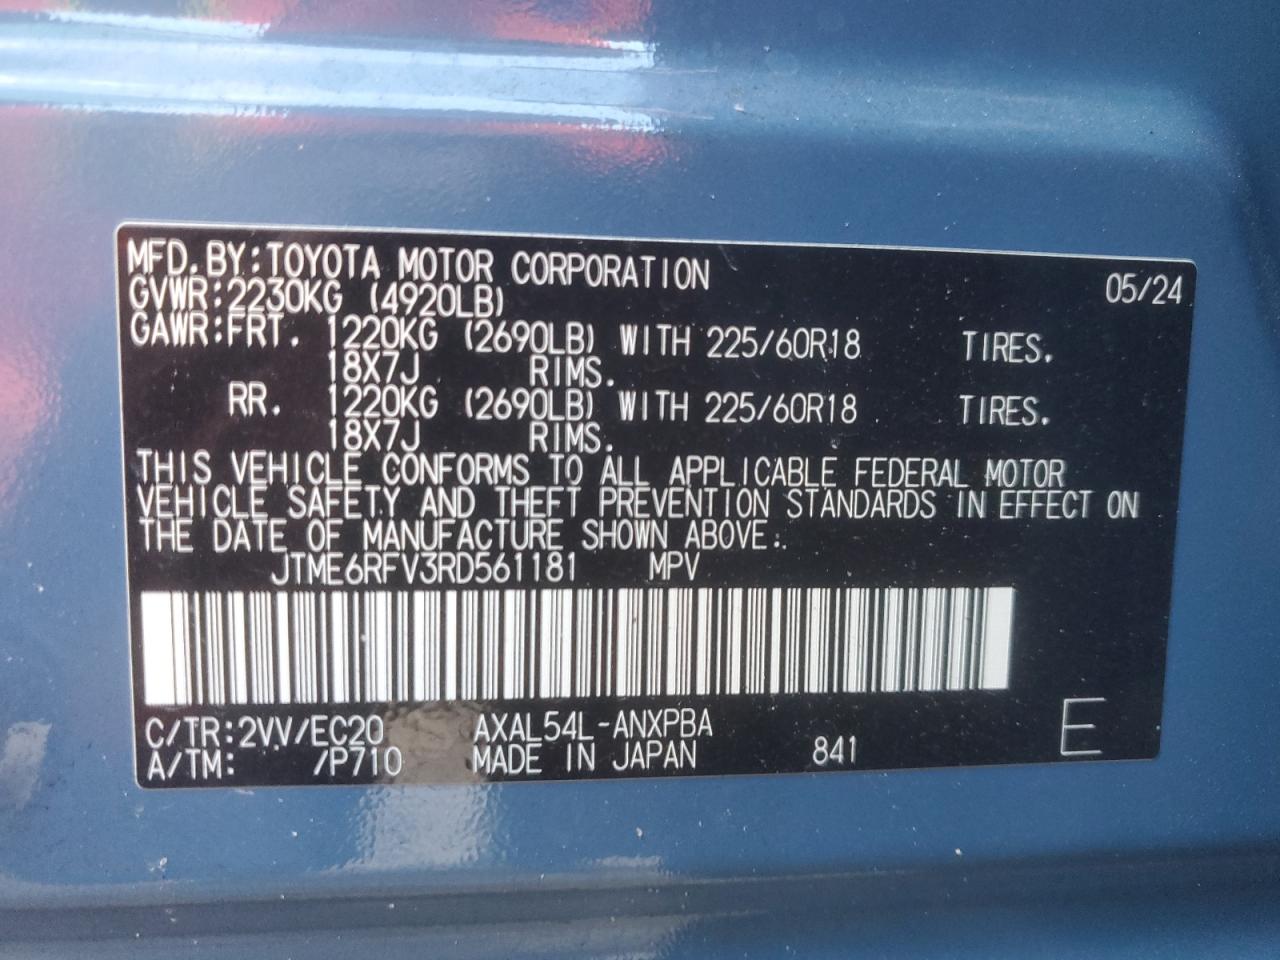 MFD. BY: TOYOTA MOTOR CORPORATION 05/24
GVWR: 2230KG (4920LB)
GAWR: FRT. 1220KG (2690LB) WITH 225/60R18 TIRES.
18X7J RIMS.
RR. 1220KG (2690LB) WITH 225/60R18 TIRES.
18X7J RIMS.
THIS VEHICLE CONFORMS TO ALL APPLICABLE FEDERAL MOTOR
VEHICLE SAFETY AND THEFT PREVENTION STANDARDS IN EFFECT ON
THE DATE OF MANUFACTURE SHOWN ABOVE.
JTME6RFV3RD561181 MPV
C/TR: 2VV/EC20 AXAL54L-ANXPBA
A/TM: /P710 MADE IN JAPAN 841 E